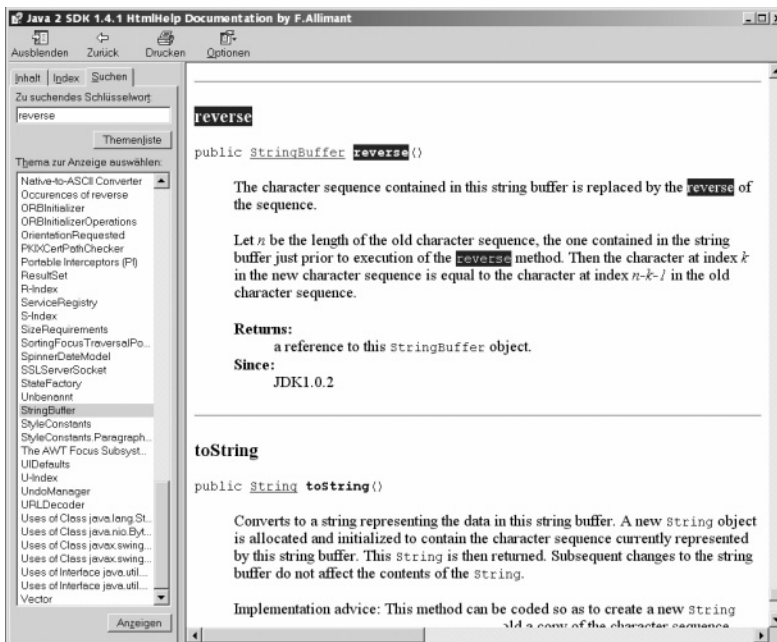 Java 2 SDK 1.4.1 HtmlHelp Documentation by F.Allimant
Ausblenden Zurück Drucken Optionen
Inhalt Index Suchen
Zu suchendes Schlüsselwort:
reverse
Themenliste
Thema zur Anzeige auswählen:
Native-to-ASCII Converter
Occurences of reverse
ORBInitializer
ORBInitializerOperations
OrientationRequested
PKIXCertPathChecker
Portable Interceptors (PI)
ResultSet
R-Index
ServiceRegistry
S-Index
SizeRequirements
SortingFocusTraversalPo...
SpinnerDateModel
SSLServerSocket
StateFactory
Unbenannt
StringBuffer
StyleConstants
StyleConstants.Paragraph...
The AWT Focus Subsyst...
UIDefaults
U-Index
UndoManager
URLDecoder
Uses of Class java.lang.St...
Uses of Class java.nio.Byt...
Uses of Class javax.swing...
Uses of Class javax.swing...
Uses of Interface java.util....
Uses of Interface java.util....
Vector
Anzeigen
reverse
public StringBuffer reverse()
The character sequence contained in this string buffer is replaced by the reverse of
the sequence.
Let n be the length of the old character sequence, the one contained in the string
buffer just prior to execution of the reverse method. Then the character at index k
in the new character sequence is equal to the character at index n-k-1 in the old
character sequence.
Returns:
a reference to this StringBuffer object.
Since:
JDK1.0.2
toString
public String toString()
Converts to a string representing the data in this string buffer. A new String object
is allocated and initialized to contain the character sequence currently represented
by this string buffer. This String is then returned. Subsequent changes to the string
buffer do not affect the contents of the String.
Implementation advice: This method can be coded so as to create a new String
a copy of the character sequence